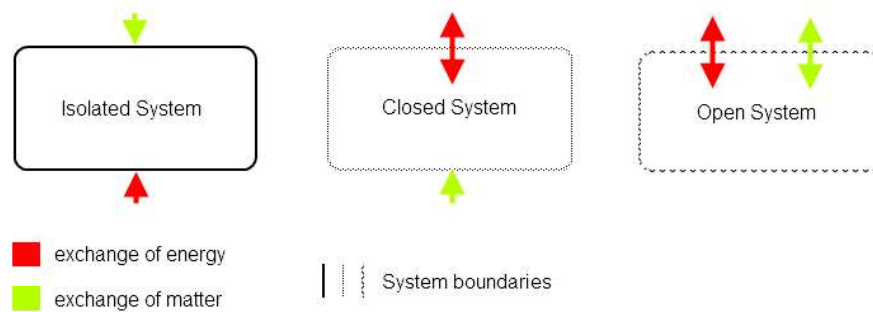 Isolated System
Closed System
Open System
exchange of energy
exchange of matter
System boundaries